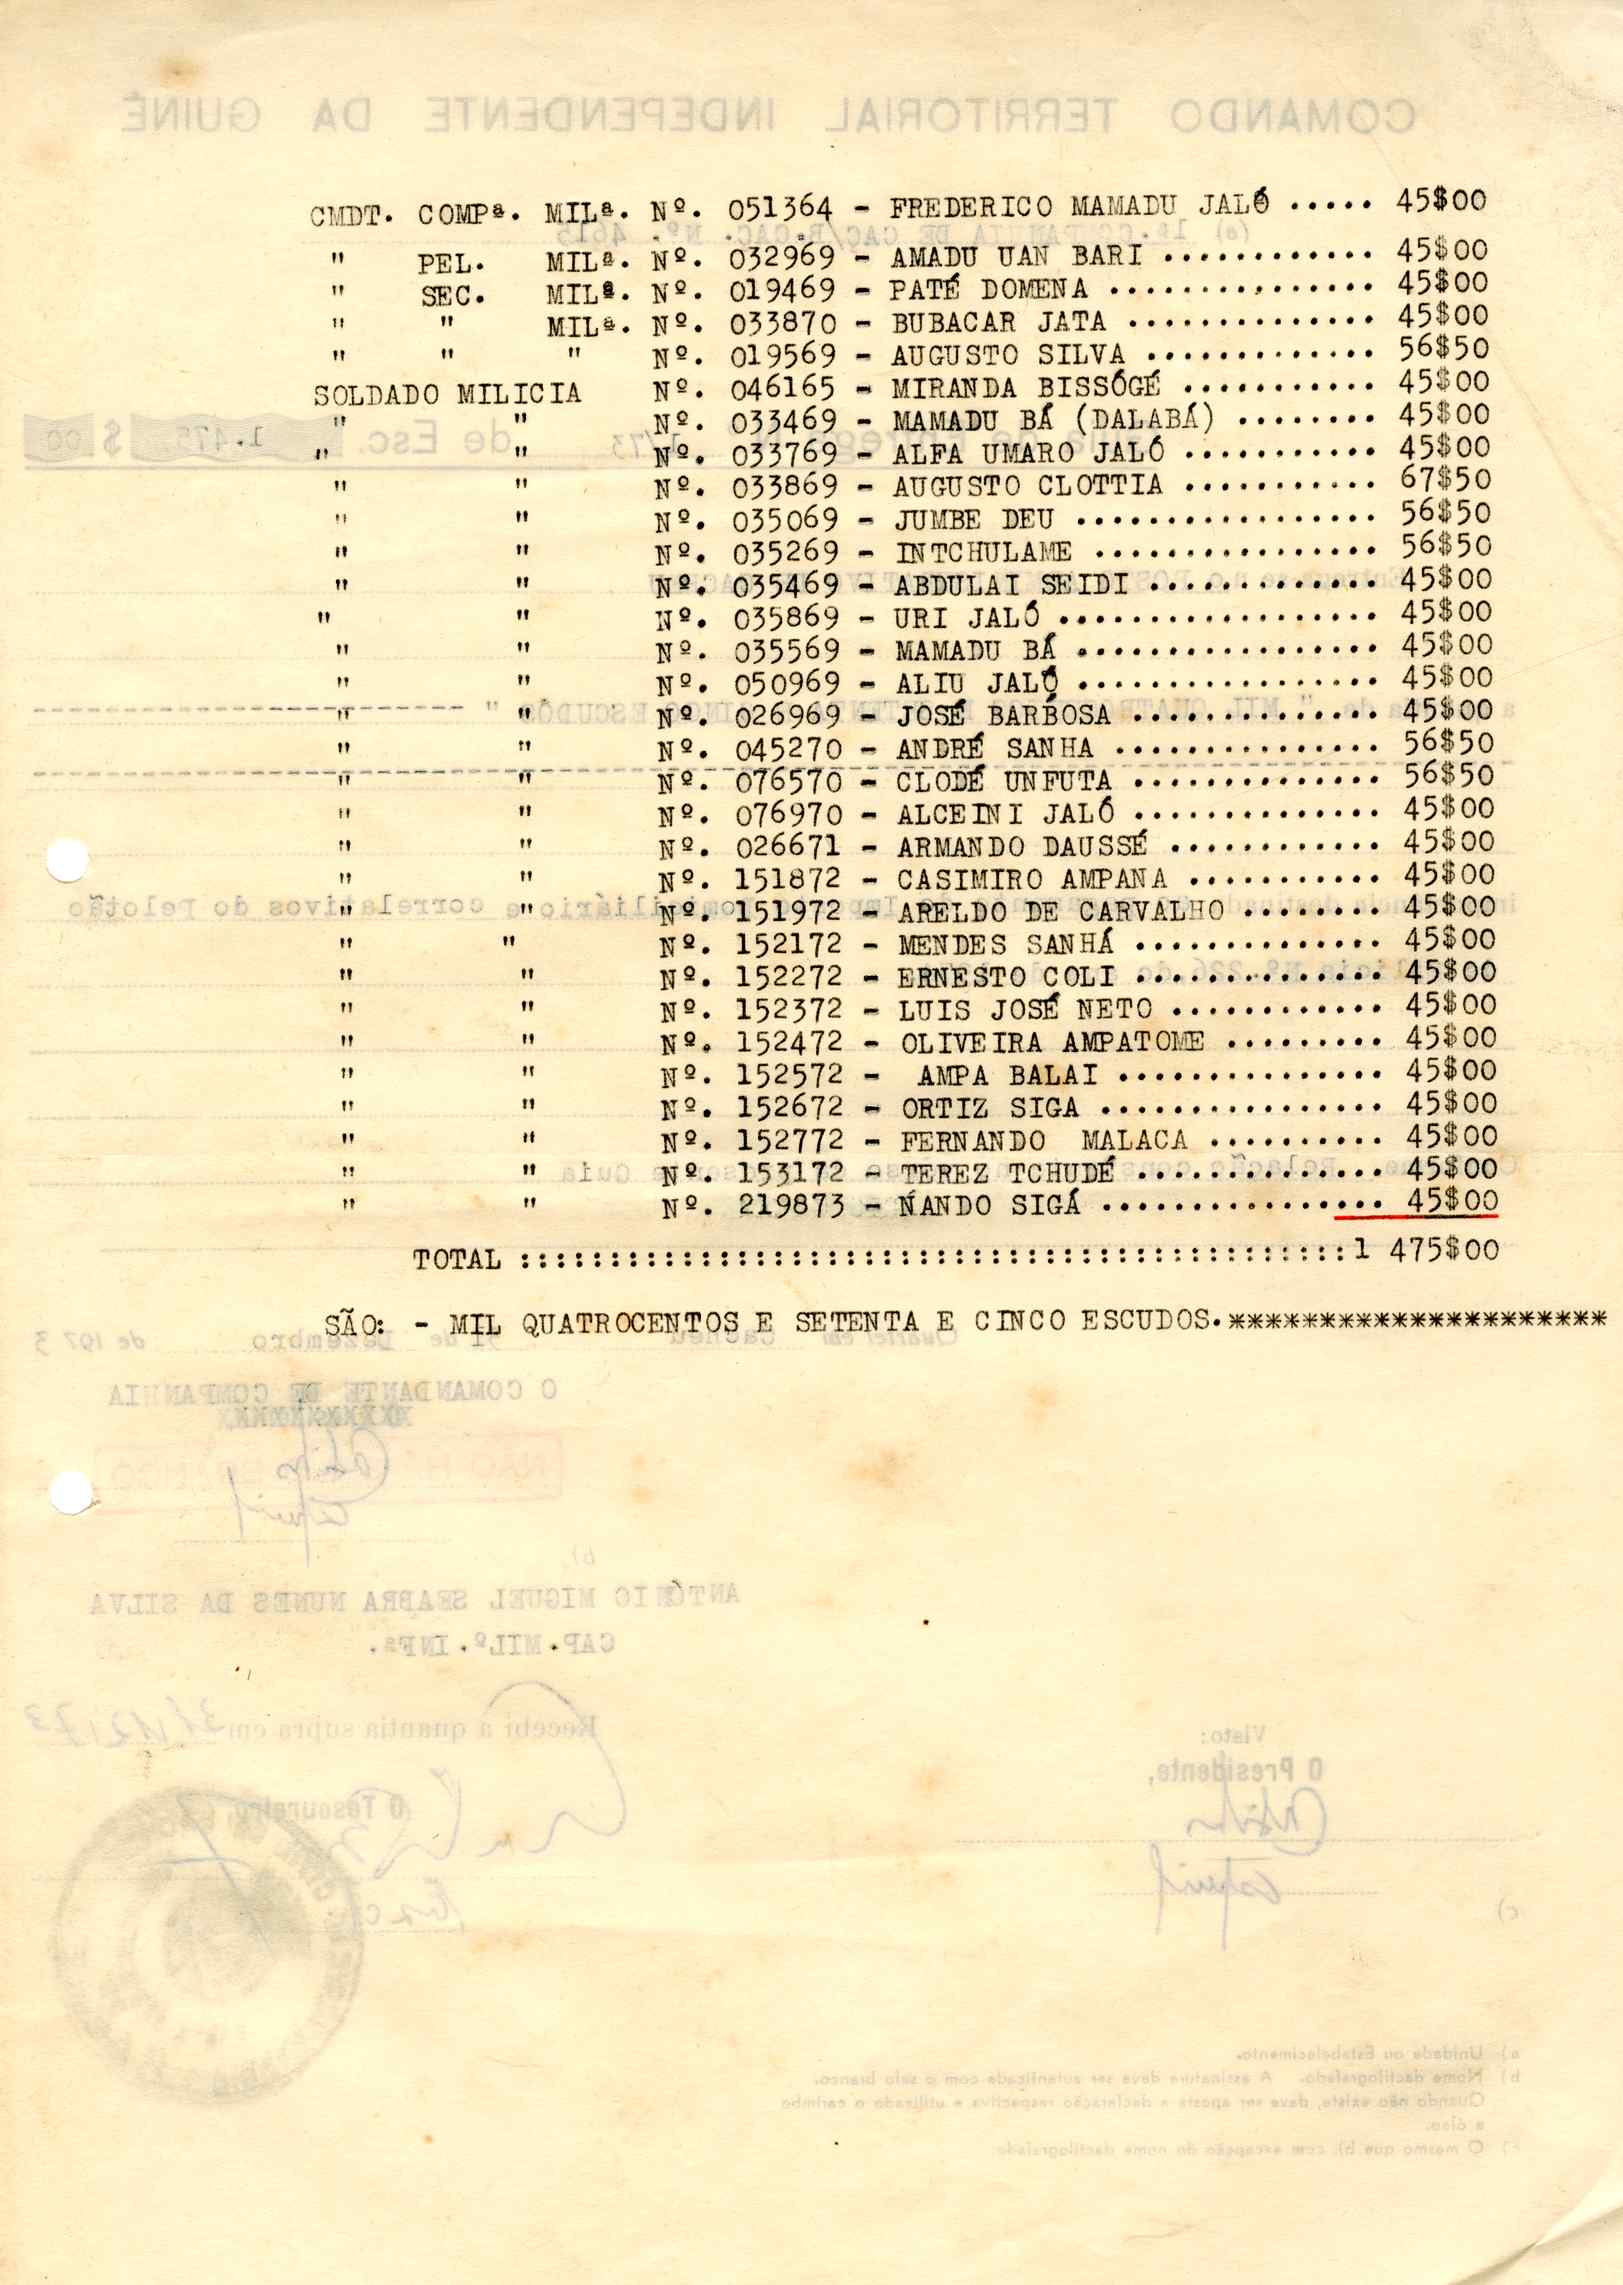 CMDT. COMPª. MILª. Nº. 051364 - FREDERICO MAMADU JALÓ ..... 45$00
" PEL. MILª. Nº. 032969 - AMADU UAN BARI ............ 45$00
" SEC. MILª. Nº. 019469 - PATÉ DOMENA ............... 45$00
" " MILª. Nº. 033870 - BUBACAR JATA .............. 45$00
" " " Nº. 019569 - AUGUSTO SILVA ............. 56$50
SOLDADO MILICIA Nº. 046165 - MIRANDA BISSÓGÉ ........... 45$00
" " Nº. 033469 - MAMADU BÁ (DALABÁ) ........ 45$00
" " Nº. 033769 - ALFA UMARO JALÓ ........... 45$00
" " Nº. 033869 - AUGUSTO CLOTTIA ........... 67$50
" " Nº. 035069 - JUMBE DEU ................. 56$50
" " Nº. 035269 - INTCHULAME ................ 56$50
" " Nº. 035469 - ABDULAI SEIDI ............. 45$00
" " Nº. 035869 - URI JALÓ .................. 45$00
" " Nº. 035569 - MAMADU BÁ ................. 45$00
" " Nº. 050969 - ALIU JALÓ ................. 45$00
" " Nº. 026969 - JOSÉ BARBOSA .............. 45$00
" " Nº. 045270 - ANDRÉ SANHA ............... 56$50
" " Nº. 076570 - CLODÉ UNFUTA .............. 56$50
" " Nº. 076970 - ALCEINI JALÓ .............. 45$00
" " Nº. 026671 - ARMANDO DAUSSÉ ............ 45$00
" " Nº. 151872 - CASIMIRO AMPANA ........... 45$00
" " Nº. 151972 - ARELDO DE CARVALHO ........ 45$00
" " Nº. 152172 - MENDES SANHÁ .............. 45$00
" " Nº. 152272 - ERNESTO COLI .............. 45$00
" " Nº. 152372 - LUIS JOSÉ NETO ............ 45$00
" " Nº. 152472 - OLIVEIRA AMPATOME ......... 45$00
" " Nº. 152572 - AMPA BALAI ............... 45$00
" " Nº. 152672 - ORTIZ SIGA ................ 45$00
" " Nº. 152772 - FERNANDO MALACA .......... 45$00
" " Nº. 153172 - TEREZ TCHUDÉ .............. 45$00
" " Nº. 219873 - ÑANDO SIGÁ ................ 45$00
TOTAL ::::::::::::::::::::::::::::::::::::::::::::::1 475$00
SÃO: - MIL QUATROCENTOS E SETENTA E CINCO ESCUDOS.*********************